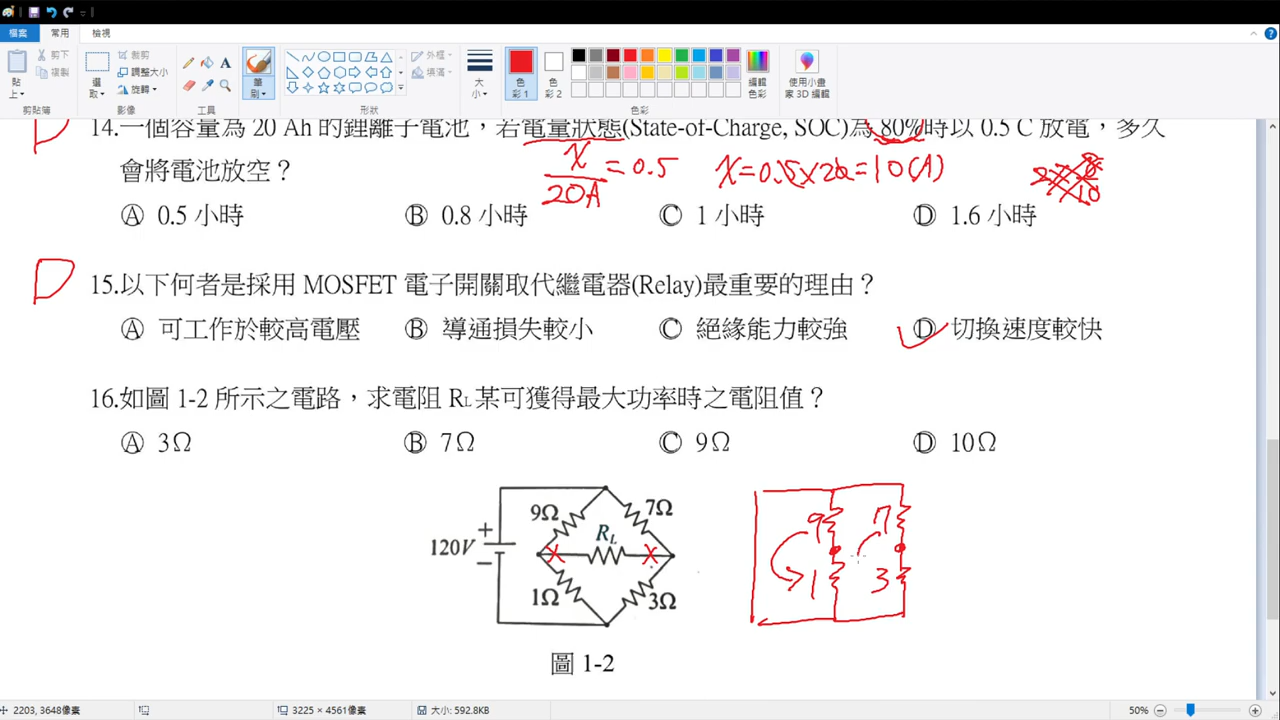 檔案 常用 檢視
貼上 剪下 複製 剪貼簿
選取 裁剪 調整大小 旋轉 影像
A 工具
筆刷
外框 填滿 圖案
大小
色彩 1 色彩 2 編輯色彩 色彩
使用小畫家 3D 編輯
D
14.一個容量為 20 Ah 的鋰離子電池，若電量狀態(State-of-Charge, SOC)為 80%時以 0.5 C 放電，多久
會將電池放空？
x/20A = 0.5
x=0.5×20=10(A)
Ⓐ 0.5 小時 Ⓑ 0.8 小時 Ⓒ 1 小時 Ⓓ 1.6 小時
D
15.以下何者是採用 MOSFET 電子開關取代繼電器(Relay)最重要的理由？
Ⓐ 可工作於較高電壓 Ⓑ 導通損失較小 Ⓒ 絕緣能力較強 Ⓓ 切換速度較快
16.如圖 1-2 所示之電路，求電阻 RL某可獲得最大功率時之電阻值？
Ⓐ 3Ω Ⓑ 7Ω Ⓒ 9Ω Ⓓ 10Ω
9Ω 7Ω
RL
120V + −
1Ω 3Ω
9 7
1 3
圖 1-2
2203, 3648像素 3225 × 4561像素 大小: 592.8KB 50%